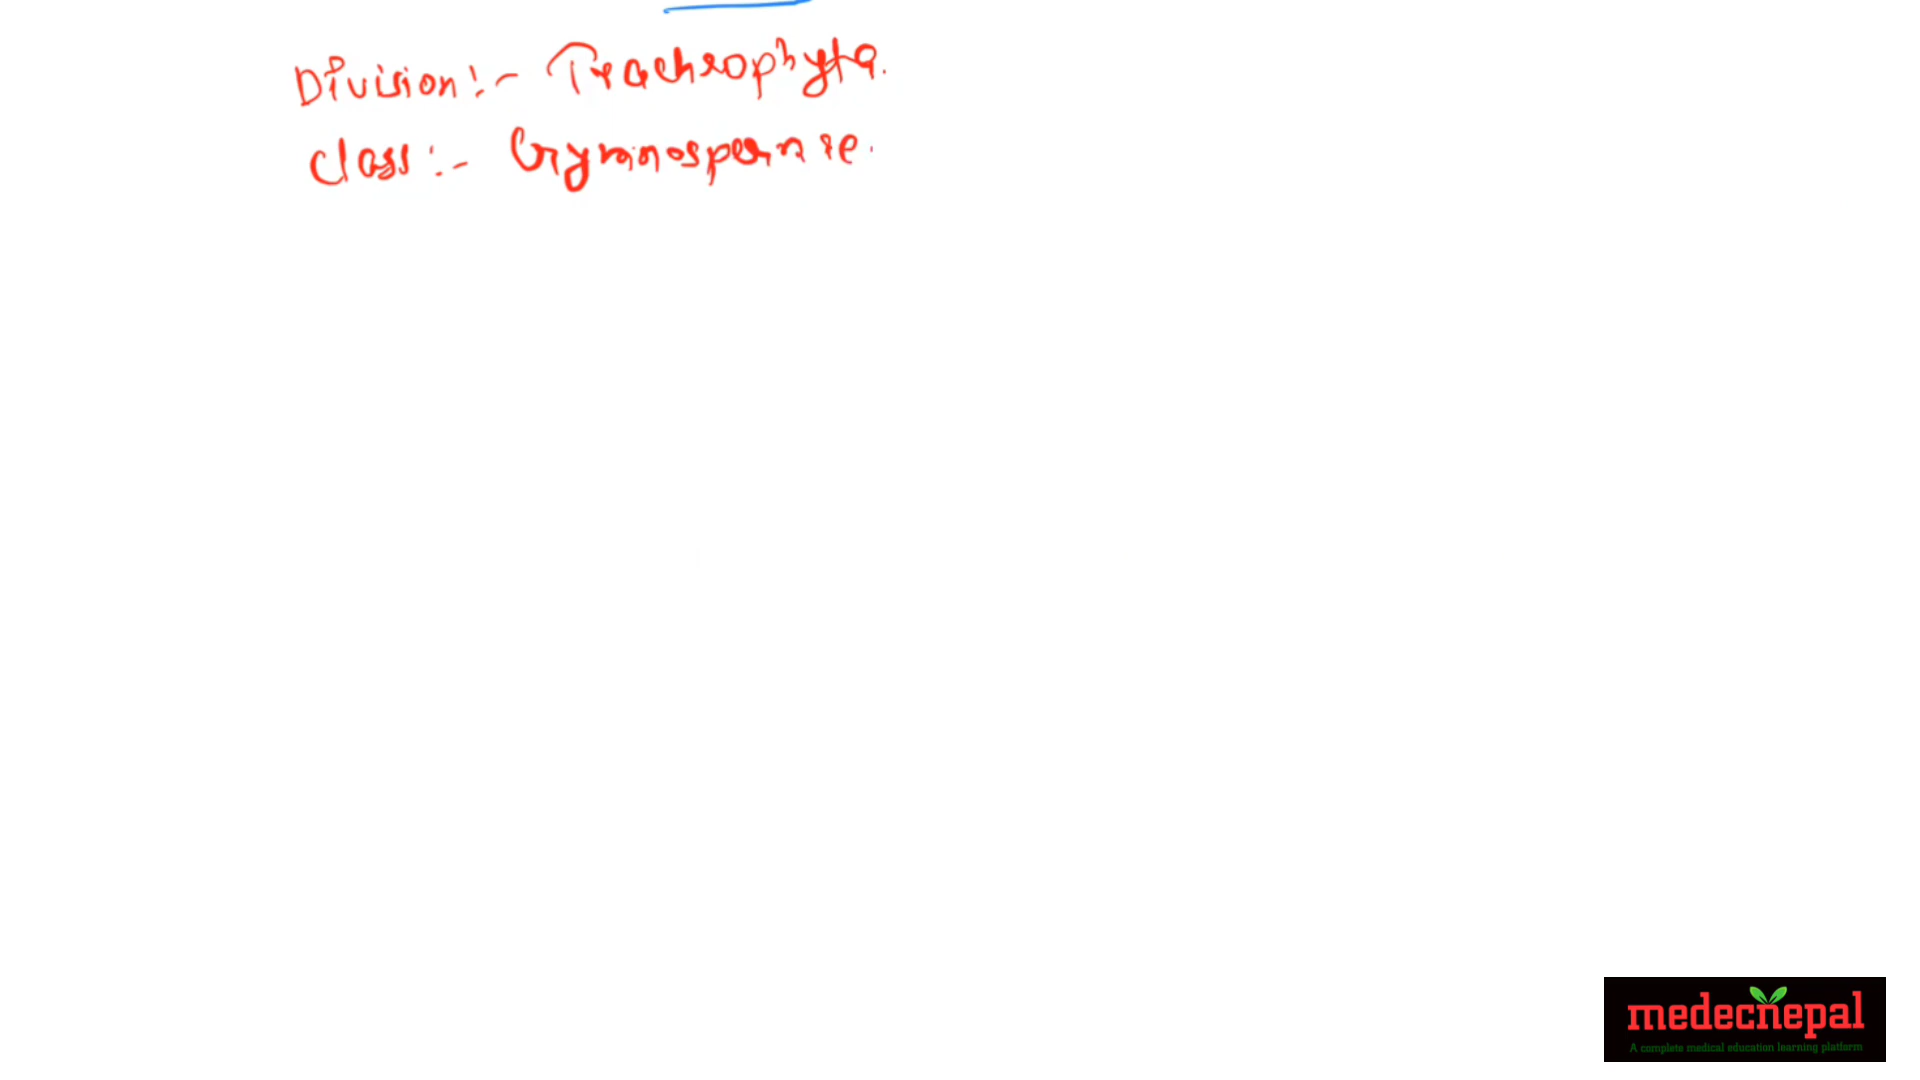 Division:- Tracheophyta.
Class:- Gymnospermae.
medecnepal
A complete medical education learning platform